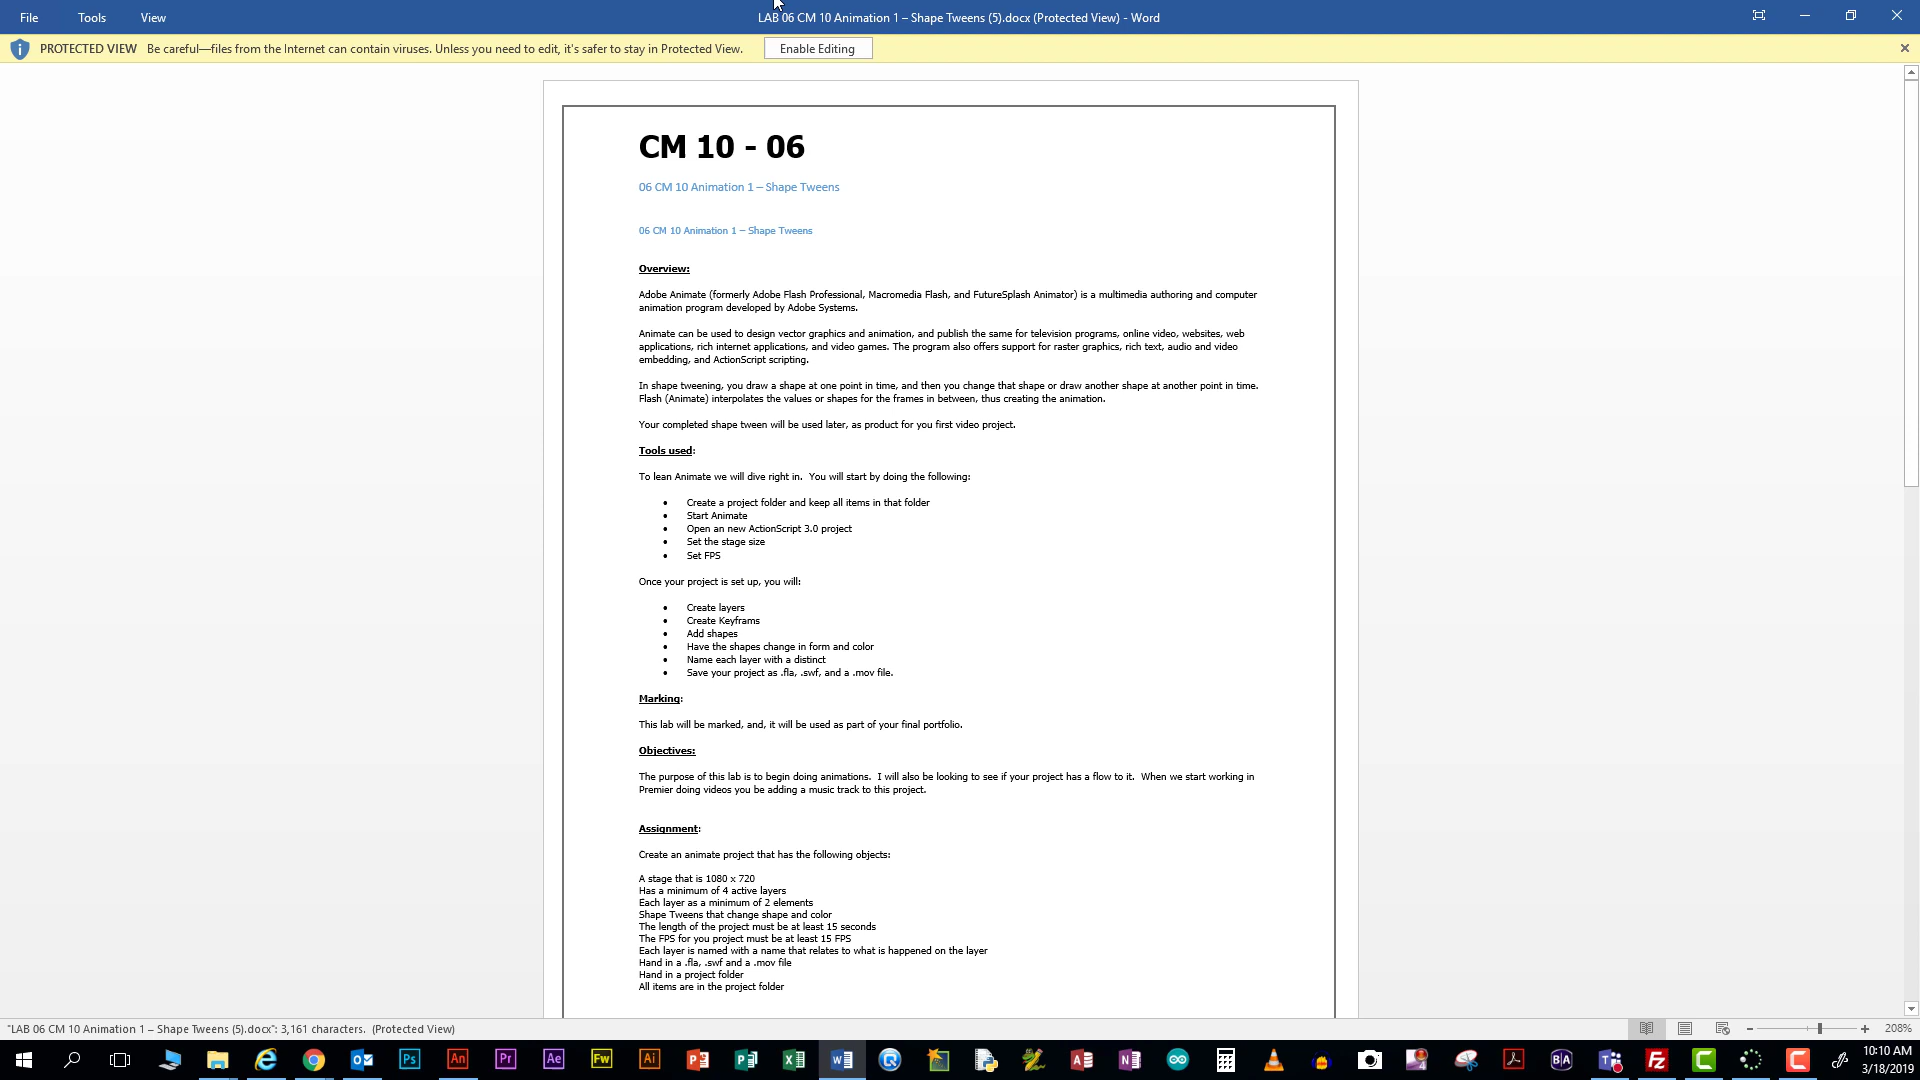 File Tools View LAB 06 CM 10 Animation 1 – Shape Tweens (5).docx (Protected View) - Word
PROTECTED VIEW Be careful—files from the Internet can contain viruses. Unless you need to edit, it's safer to stay in Protected View. Enable Editing
CM 10 - 06
06 CM 10 Animation 1 – Shape Tweens
06 CM 10 Animation 1 – Shape Tweens
Overview:
Adobe Animate (formerly Adobe Flash Professional, Macromedia Flash, and FutureSplash Animator) is a multimedia authoring and computer
animation program developed by Adobe Systems.
Animate can be used to design vector graphics and animation, and publish the same for television programs, online video, websites, web
applications, rich internet applications, and video games. The program also offers support for raster graphics, rich text, audio and video
embedding, and ActionScript scripting.
In shape tweening, you draw a shape at one point in time, and then you change that shape or draw another shape at another point in time.
Flash (Animate) interpolates the values or shapes for the frames in between, thus creating the animation.
Your completed shape tween will be used later, as product for you first video project.
Tools used:
To lean Animate we will dive right in. You will start by doing the following:
• Create a project folder and keep all items in that folder
• Start Animate
• Open an new ActionScript 3.0 project
• Set the stage size
• Set FPS
Once your project is set up, you will:
• Create layers
• Create Keyframs
• Add shapes
• Have the shapes change in form and color
• Name each layer with a distinct
• Save your project as .fla, .swf, and a .mov file.
Marking:
This lab will be marked, and, it will be used as part of your final portfolio.
Objectives:
The purpose of this lab is to begin doing animations. I will also be looking to see if your project has a flow to it. When we start working in
Premier doing videos you be adding a music track to this project.
Assignment:
Create an animate project that has the following objects:
A stage that is 1080 x 720
Has a minimum of 4 active layers
Each layer as a minimum of 2 elements
Shape Tweens that change shape and color
The length of the project must be at least 15 seconds
The FPS for you project must be at least 15 FPS
Each layer is named with a name that relates to what is happened on the layer
Hand in a .fla, .swf and a .mov file
Hand in a project folder
All items are in the project folder
"LAB 06 CM 10 Animation 1 – Shape Tweens (5).docx": 3,161 characters. (Protected View) 208%
Ps An Pr Ae Fw Ai BA Fz 10:10 AM
3/18/2019